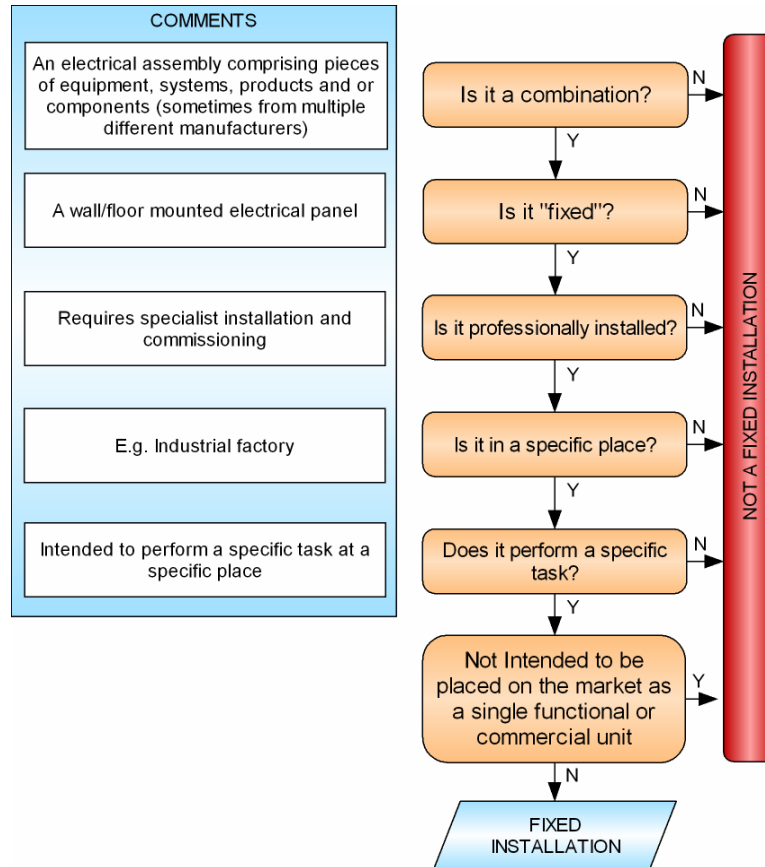 COMMENTS
An electrical assembly comprising pieces
of equipment, systems, products and or
components (sometimes from multiple
different manufacturers)
Is it a combination?
N
Y
A wall/floor mounted electrical panel
Is it "fixed"?
N
Y
Requires specialist installation and
commissioning
Is it professionally installed?
N
Y
E.g. Industrial factory
Is it in a specific place?
N
Y
Intended to perform a specific task at a
specific place
Does it perform a specific
task?
N
Y
Not Intended to be
placed on the market as
a single functional or
commercial unit
Y
N
FIXED
INSTALLATION
NOT A FIXED INSTALLATION